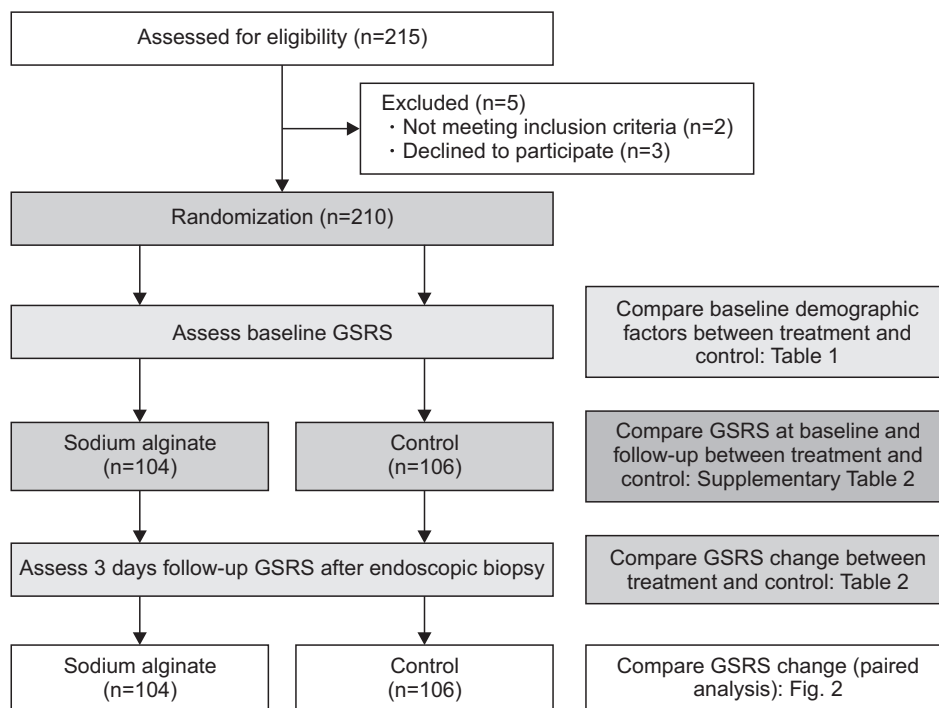 Assessed for eligibility (n=215)
Excluded (n=5)
· Not meeting inclusion criteria (n=2)
· Declined to participate (n=3)
Randomization (n=210)
Assess baseline GSRS
Compare baseline demographic
factors between treatment and
control: Table 1
Sodium alginate
(n=104)
Control
(n=106)
Compare GSRS at baseline and
follow-up between treatment and
control: Supplementary Table 2
Assess 3 days follow-up GSRS after endoscopic biopsy
Compare GSRS change between
treatment and control: Table 2
Sodium alginate
(n=104)
Control
(n=106)
Compare GSRS change (paired
analysis): Fig. 2